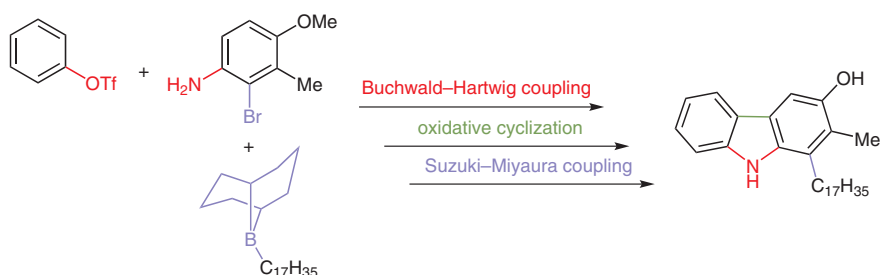 OTf
+
H₂N
OMe
Me
Br
+
B
C₁₇H₃₅
Buchwald–Hartwig coupling
oxidative cyclization
Suzuki–Miyaura coupling
OH
Me
N
H
C₁₇H₃₅